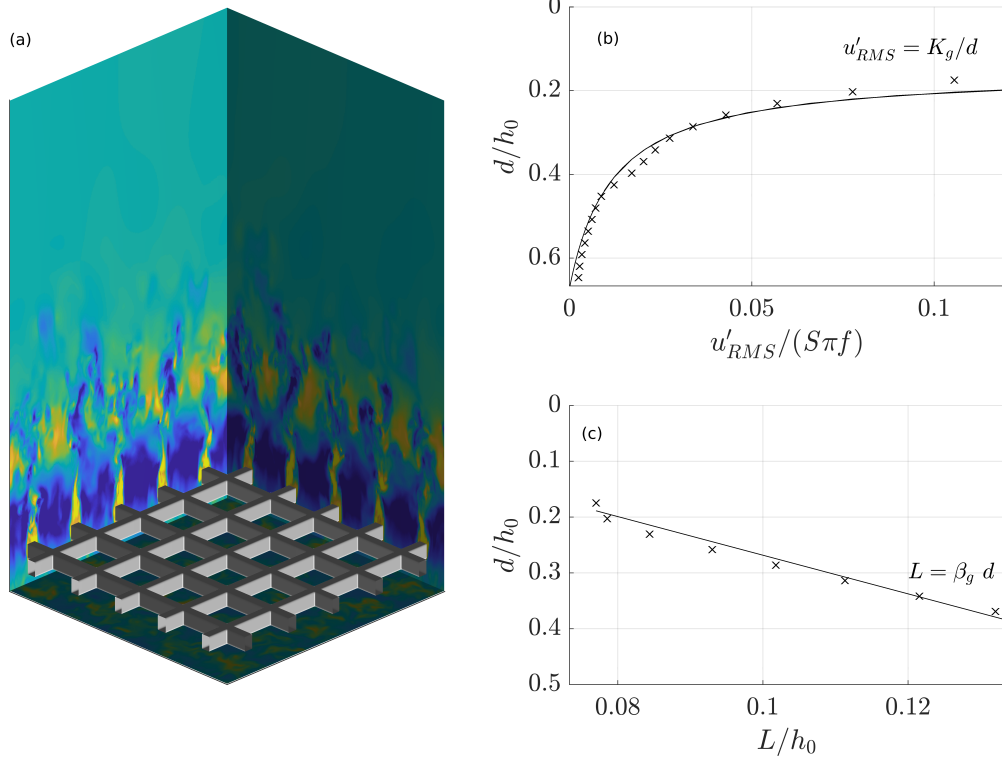 (a)
(b)
u'_{RMS} = K_g/d
0
0.2
0.4
0.6
d/h_0
0
0.05
0.1
u'_{RMS}/(Sπf)
(c)
0
0.1
0.2
0.3
0.4
0.5
d/h_0
L = β_g d
0.08
0.1
0.12
L/h_0